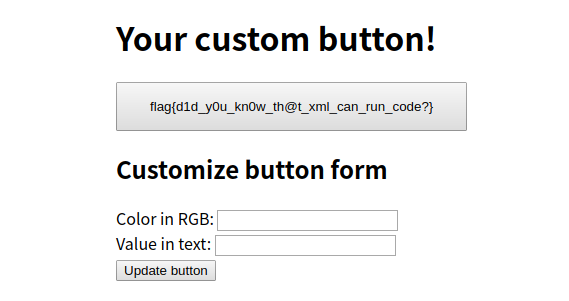 Your custom button!
flag{d1d_y0u_kn0w_th@t_xml_can_run_code?}
Customize button form
Color in RGB:
Value in text:
Update button